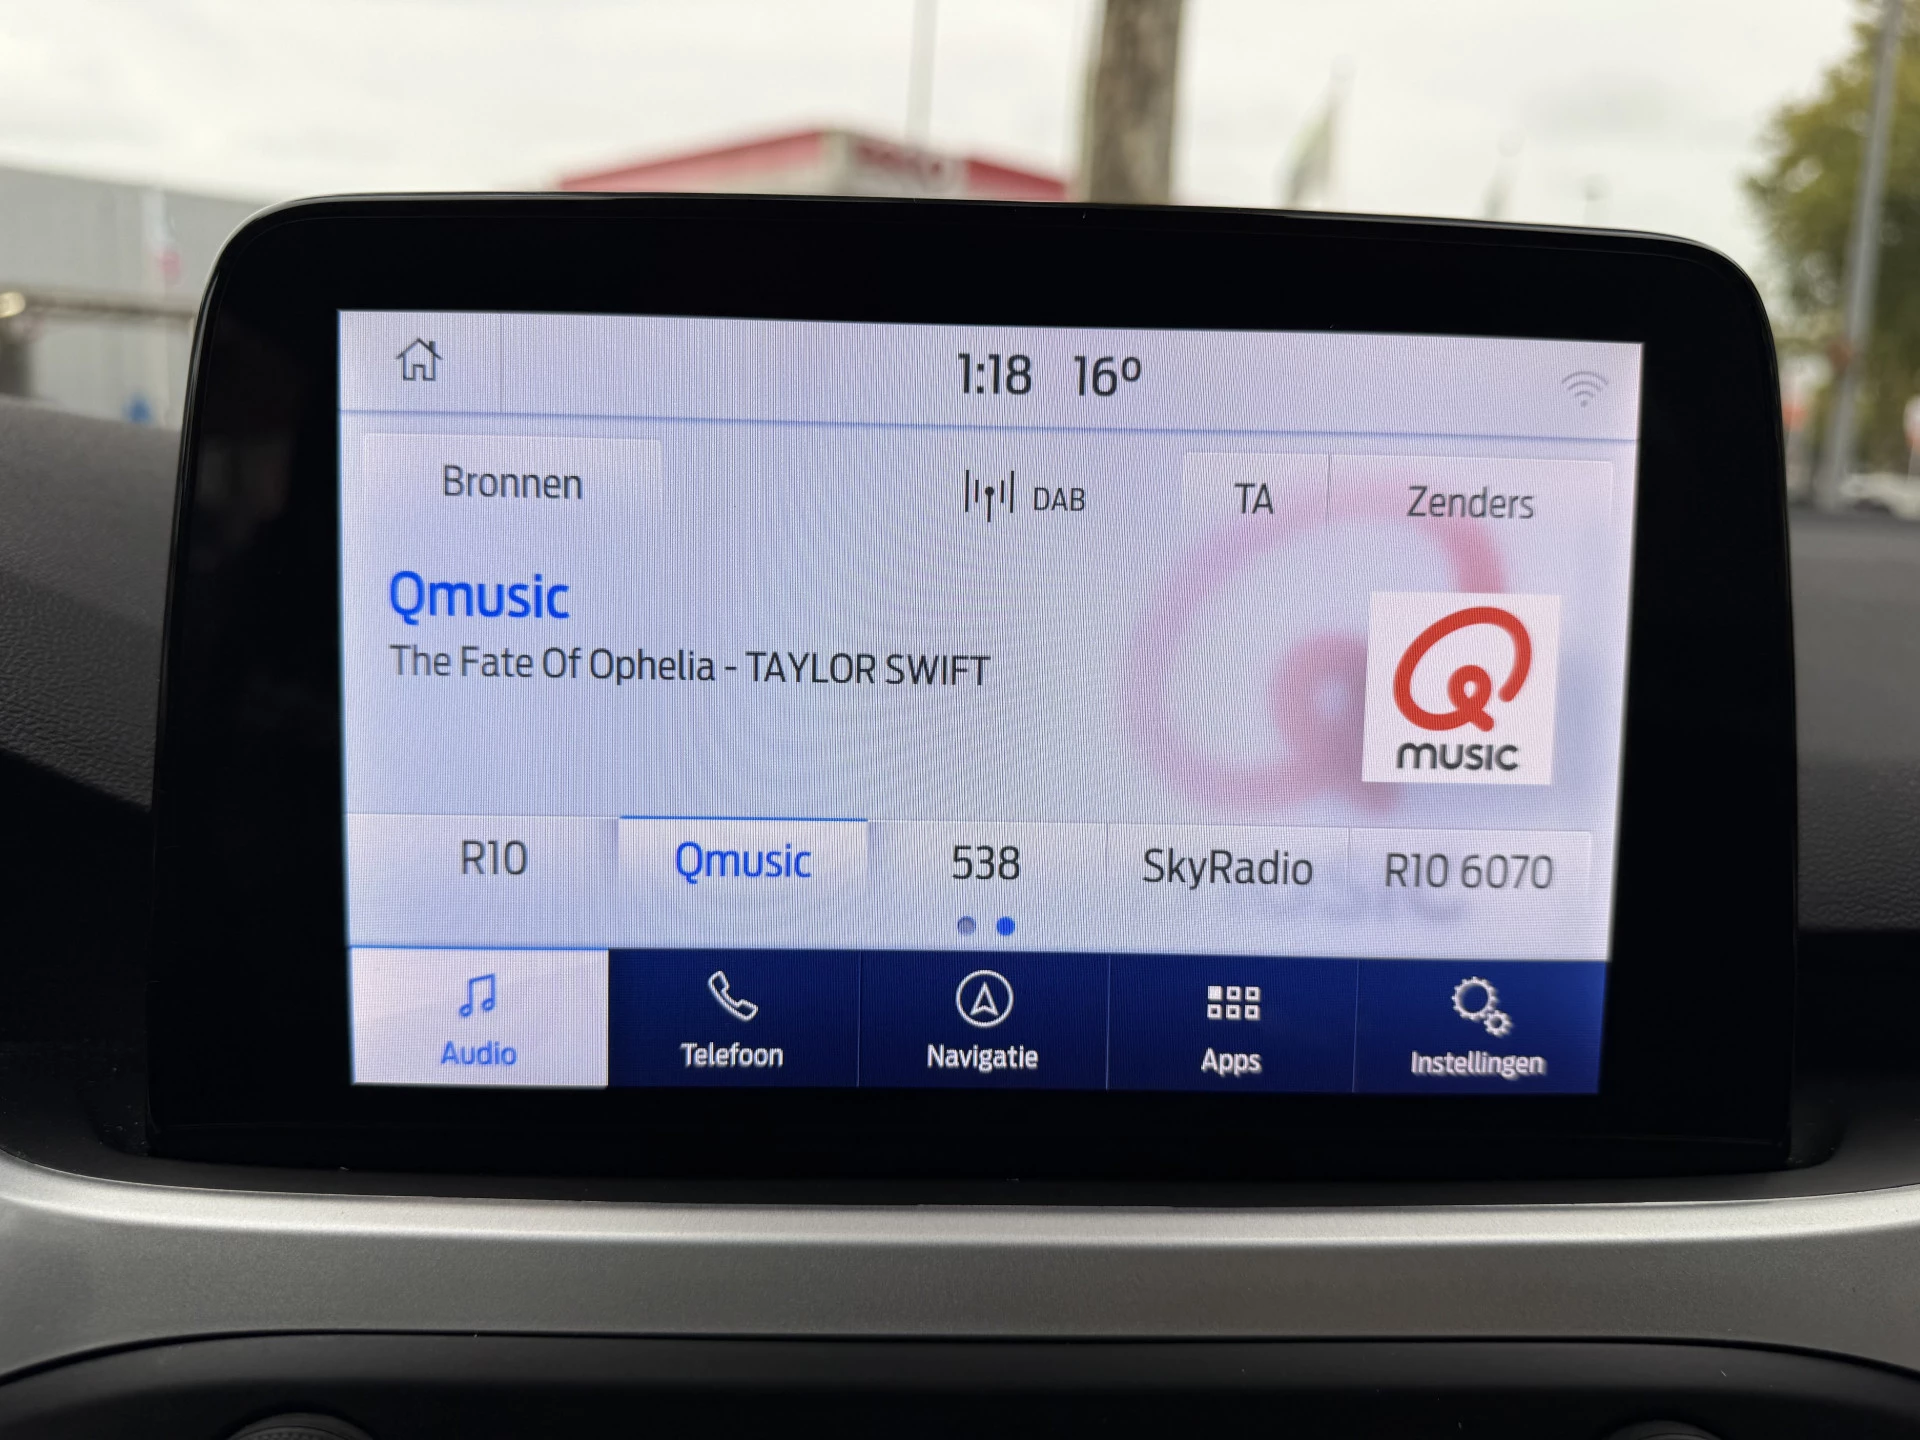 1:18 16º
Bronnen
DAB
TA
Zenders
Qmusic
The Fate Of Ophelia - TAYLOR SWIFT
MUSIC
R10
Qmusic
538
SkyRadio
R10 6070
Audio
Telefoon
Navigatie
Apps
Instellingen